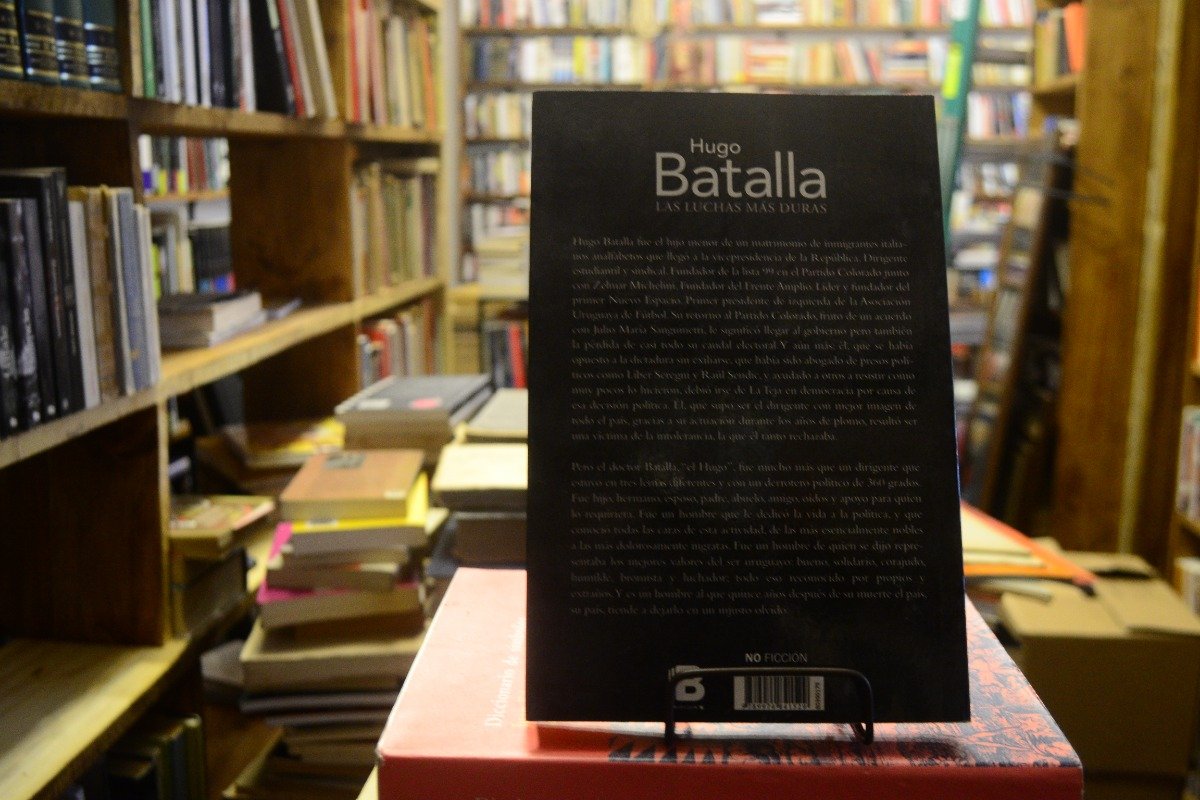 Hugo
Batalla
LAS LUCHAS MÁS DURAS
Hugo Batalla fue el hijo menor de un matrimonio de inmigrantes italia-
nos analfabetos que llegó a la vicepresidencia de la República. Dirigente
estudiantil y sindical. Fundador de la lista 99 en el Partido Colorado junto
con Zelmar Michelini. Fundador del Frente Amplio. Líder y fundador del
primer Nuevo Espacio. Primer presidente de izquierda de la Asociación
Uruguaya de Fútbol. Su retorno al Partido Colorado, fruto de un acuerdo
con Julio María Sanguinetti, le significó llegar al gobierno pero también
la pérdida de casi todo su caudal electoral. Y aún más: él, que se había
opuesto a la dictadura sin exiliarse, que había sido abogado de presos polí-
ticos como Líber Seregni y Raúl Sendic, y ayudado a otros a resistir como
muy pocos lo hicieron, debió irse de La Teja en democracia por causa de
esa decisión política. Él, que supo ser el dirigente con mejor imagen de
todo el país, gracias a su actuación durante los años de plomo, resultó ser
una víctima de la intolerancia, la que él tanto rechazaba.
Pero el doctor Batalla, "el Hugo", fue mucho más que un dirigente que
estuvo en tres lemas diferentes y con un derrotero político de 360 grados.
Fue hijo, hermano, esposo, padre, abuelo, amigo, oídos y apoyo para quien
lo requiriera. Fue un hombre que le dedicó la vida a la política, y que
conoció todas las caras de esta actividad, de las más esencialmente nobles
a las más dolorosamente ingratas. Fue un hombre de quien se dijo repre-
sentaba los mejores valores del ser uruguayo: bueno, solidario, corajudo,
humilde, bromista y luchador; todo eso reconocido por propios y
extraños. Y es un hombre al que quince años después de su muerte el país,
su país, tiende a dejarlo en un injusto olvido.
NO FICCIÓN
B
Diccionario de